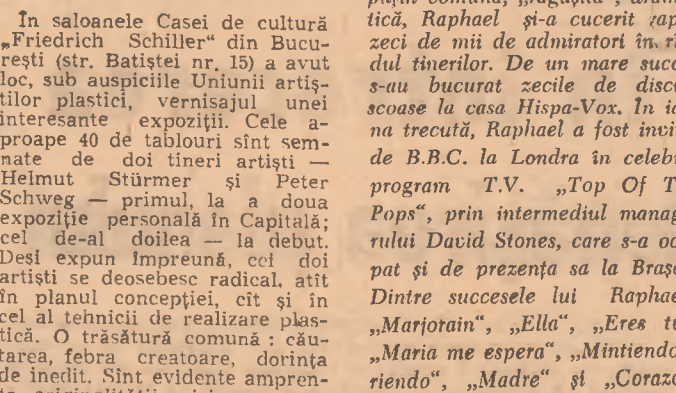 În saloanele Casei de cultură
„Friedrich Schiller“ din Bucu-
rești (str. Batiștei nr. 15) a avut
loc, sub auspiciile Uniunii artiș-
tilor plastici, vernisajul unei
interesante expoziții. Cele a-
proape 40 de tablouri sînt sem-
nate de doi tineri artiști —
Helmut Stürmer și Peter
Schweg — primul, la a doua
expoziție personală în Capitală;
cel de-al doilea — la debut.
Deși expun împreună, cei doi
artiști se deosebesc radical, atît
în planul concepției, cît și în
cel al tehnicii de realizare plas-
tică. O trăsătură comună : cău-
tarea, febra creatoare, dorința
de inedit. Sînt evidente ampren-
tică, Raphael și-a cucerit rap
zeci de mii de admiratori în rî
dul tinerilor. De un mare succ
s-au bucurat zecile de disc
scoase la casa Hispa-Vox. În ia
na trecută, Raphael a fost invi
de B.B.C. la Londra în celebr
program T.V. „Top Of T
Pops“, prin intermediul manag
rului David Stones, care s-a oc
pat și de prezența sa la Brașo
Dintre succesele lui Raphae
„Marjorain“, „Ella“, „Eres tu
„Maria me espera“, „Mintiendo
riendo“, „Madre“ și „Corazo